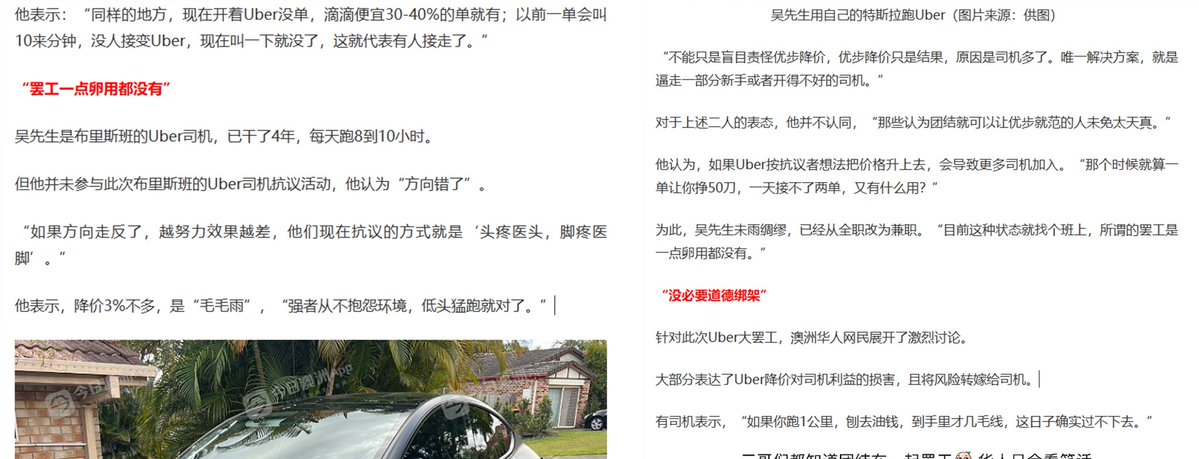 他表示：“同样的地方，现在开着Uber没单，滴滴便宜30-40%的单就有；以前一单会叫
10来分钟，没人接变Uber，现在叫一下就没了，这就代表有人接走了。”
“罢工一点卵用都没有”
吴先生是布里斯班的Uber司机，已干了4年，每天跑8到10小时。
但他并未参与此次布里斯班的Uber司机抗议活动，他认为“方向错了”。
“如果方向走反了，越努力效果越差，他们现在抗议的方式就是‘头疼医头，脚疼医
脚’。”
他表示，降价3%不多，是“毛毛雨”，“强者从不抱怨环境，低头猛跑就对了。”
今日澳洲App
吴先生用自己的特斯拉跑Uber（图片来源：供图）
“不能只是盲目责怪优步降价，优步降价只是结果，原因是司机多了。唯一解决方案，就是
逼走一部分新手或者开得不好的司机。”
对于上述二人的表态，他并不认同，“那些认为团结就可以让优步就范的人未免太天真。”
他认为，如果Uber按抗议者想法把价格升上去，会导致更多司机加入。“那个时候就算一
单让你挣50刀，一天接不了两单，又有什么用？”
为此，吴先生未雨绸缪，已经从全职改为兼职。“目前这种状态就找个班上，所谓的罢工是
一点卵用都没有。”
“没必要道德绑架”
针对此次Uber大罢工，澳洲华人网民展开了激烈讨论。
大部分表达了Uber降价对司机利益的损害，且将风险转嫁给司机。
有司机表示，“如果你跑1公里，刨去油钱，到手里才几毛线，这日子确实过不下去。”